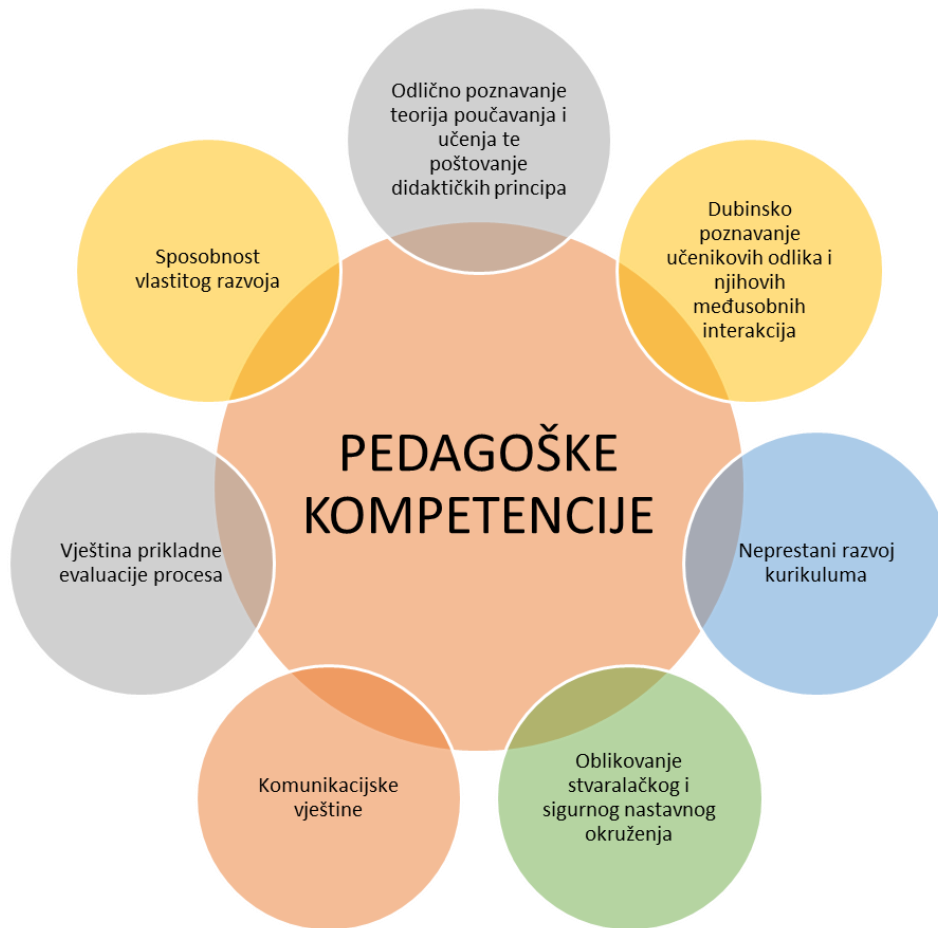 Odlično poznavanje
teorija poučavanja i
učenja te
poštovanje
didaktičkih principa
Dubinsko
poznavanje
učenikovih odlika i
njihovih
međusobnih
interakcija
Neprestani razvoj
kurikuluma
Oblikovanje
stvaralačkog i
sigurnog nastavnog
okruženja
Komunikacijske
vještine
Vještina prikladne
evaluacije procesa
Sposobnost
vlastitog razvoja
PEDAGOŠKE
KOMPETENCIJE